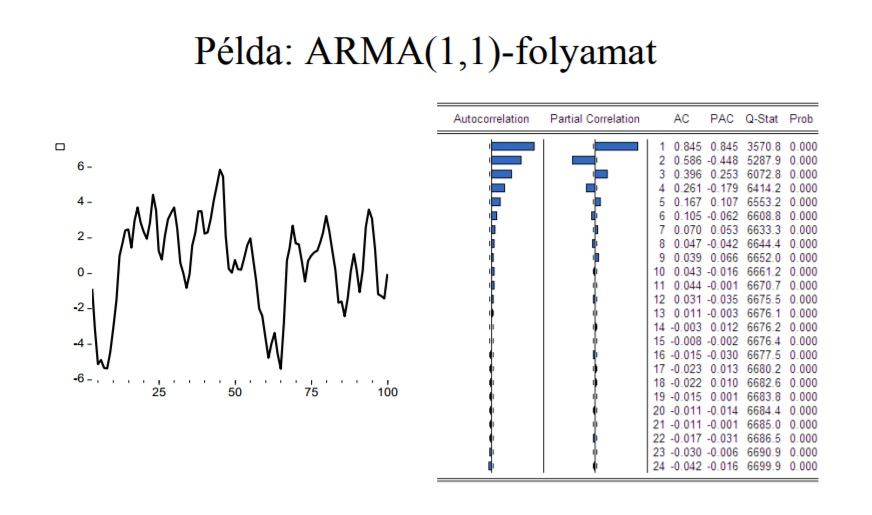 Példa: ARMA(1,1)-folyamat
6
4
2
0
-2
-4
-6
25 50 75 100
Autocorrelation Partial Correlation AC PAC Q-Stat Prob
1 0.845 0.845 3570.8 0.000
2 0.586 -0.448 5287.9 0.000
3 0.396 0.253 6072.8 0.000
4 0.261 -0.179 6414.2 0.000
5 0.167 0.107 6553.2 0.000
6 0.105 -0.062 6608.8 0.000
7 0.070 0.053 6633.3 0.000
8 0.047 -0.042 6644.4 0.000
9 0.039 0.066 6652.0 0.000
10 0.043 -0.016 6661.2 0.000
11 0.044 -0.001 6670.7 0.000
12 0.031 -0.035 6675.5 0.000
13 0.011 -0.003 6676.1 0.000
14 -0.003 0.012 6676.2 0.000
15 -0.008 -0.002 6676.4 0.000
16 -0.015 -0.030 6677.5 0.000
17 -0.023 0.013 6680.2 0.000
18 -0.022 0.010 6682.6 0.000
19 -0.015 0.001 6683.8 0.000
20 -0.011 -0.014 6684.4 0.000
21 -0.011 -0.001 6685.0 0.000
22 -0.017 -0.031 6686.5 0.000
23 -0.030 -0.006 6690.9 0.000
24 -0.042 -0.016 6699.9 0.000